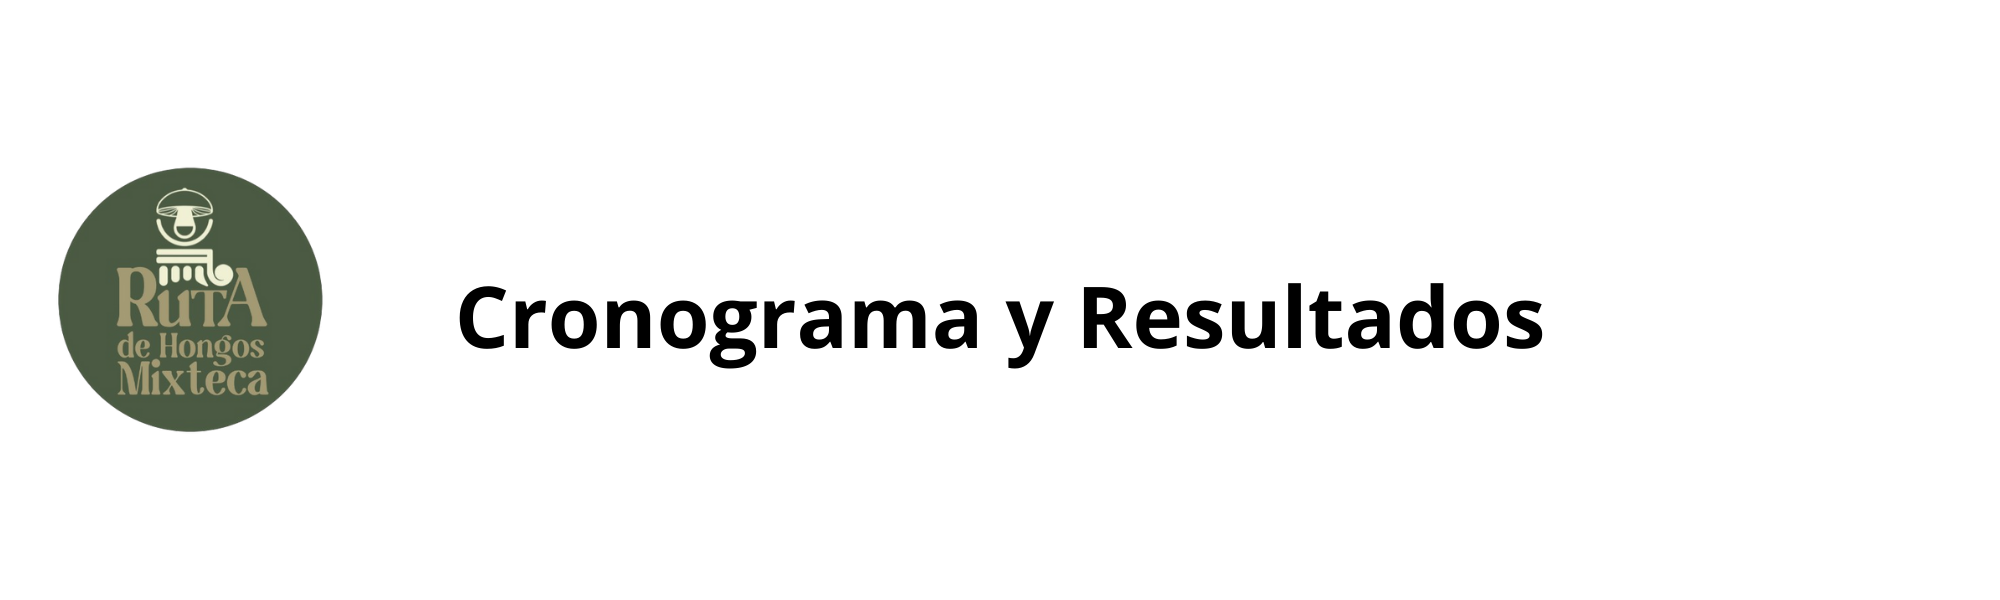 RutA
de Hongos
Mixteca
Cronograma y Resultados